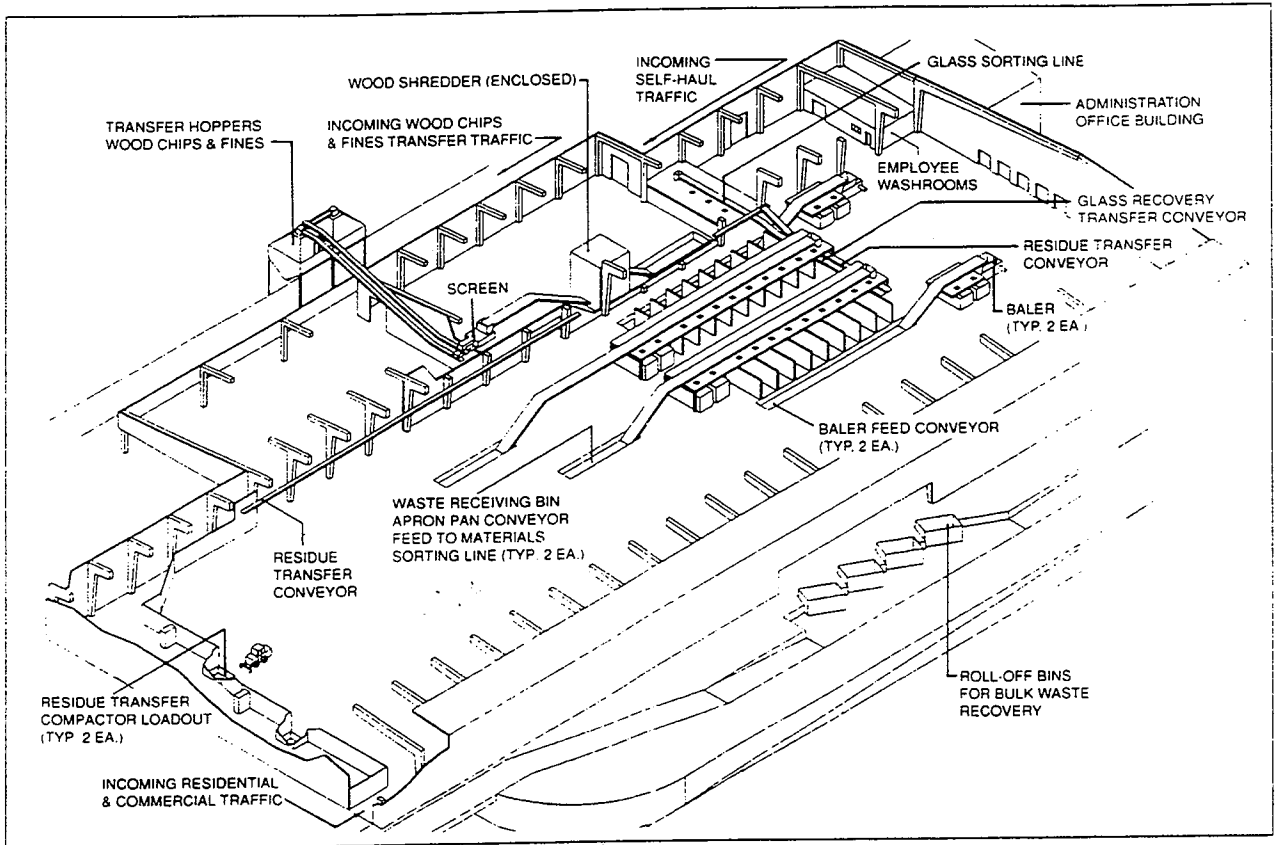 INCOMING
SELF-HAUL
TRAFFIC
GLASS SORTING LINE
WOOD SHREDDER (ENCLOSED)
ADMINISTRATION
OFFICE BUILDING
TRANSFER HOPPERS
WOOD CHIPS & FINES
INCOMING WOOD CHIPS
& FINES TRANSFER TRAFFIC
EMPLOYEE
WASHROOMS
GLASS RECOVERY
TRANSFER CONVEYOR
RESIDUE TRANSFER
CONVEYOR
SCREEN
BALER
(TYP. 2 EA.)
BALER FEED CONVEYOR
(TYP. 2 EA.)
WASTE RECEIVING BIN
APRON PAN CONVEYOR
FEED TO MATERIALS
SORTING LINE (TYP. 2 EA.)
RESIDUE
TRANSFER
CONVEYOR
RESIDUE TRANSFER
COMPACTOR LOADOUT
(TYP 2 EA.)
ROLL-OFF BINS
FOR BULK WASTE
RECOVERY
INCOMING RESIDENTIAL
& COMMERCIAL TRAFFIC